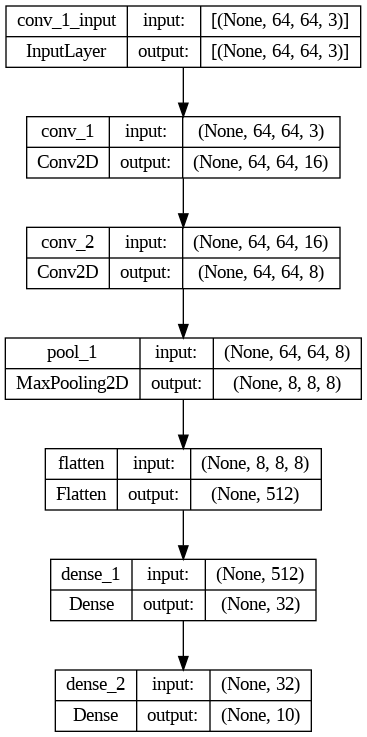 conv_1_input input: [(None, 64, 64, 3)]
InputLayer output: [(None, 64, 64, 3)]
conv_1 input: (None, 64, 64, 3)
Conv2D output: (None, 64, 64, 16)
conv_2 input: (None, 64, 64, 16)
Conv2D output: (None, 64, 64, 8)
pool_1 input: (None, 64, 64, 8)
MaxPooling2D output: (None, 8, 8, 8)
flatten input: (None, 8, 8, 8)
Flatten output: (None, 512)
dense_1 input: (None, 512)
Dense output: (None, 32)
dense_2 input: (None, 32)
Dense output: (None, 10)